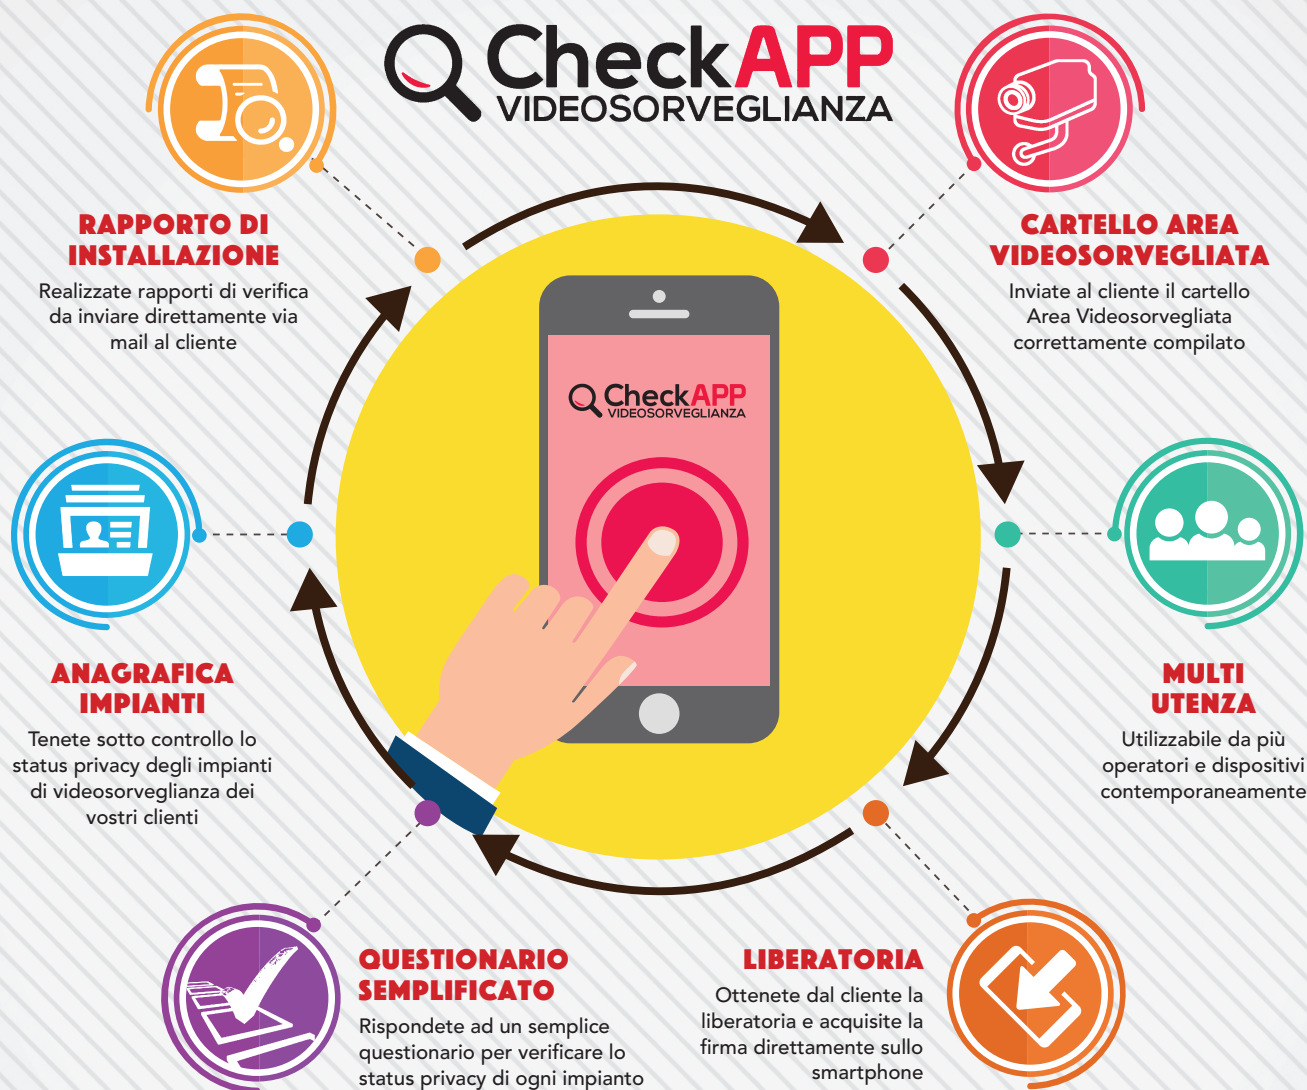 CheckAPP
VIDEOSORVEGLIANZA
RAPPORTO DI
INSTALLAZIONE
Realizzate rapporti di verifica
da inviare direttamente via
mail al cliente
CARTELLO AREA
VIDEOSORVEGLIATA
Inviate al cliente il cartello
Area Videosorvegliata
correttamente compilato
CheckAPP
VIDEOSORVEGLIANZA
ANAGRAFICA
IMPIANTI
Tenete sotto controllo lo
status privacy degli impianti
di videosorveglianza dei
vostri clienti
MULTI
UTENZA
Utilizzabile da più
operatori e dispositivi
contemporaneamente
QUESTIONARIO
SEMPLIFICATO
Rispondete ad un semplice
questionario per verificare lo
status privacy di ogni impianto
LIBERATORIA
Ottenete dal cliente la
liberatoria e acquisite la
firma direttamente sullo
smartphone